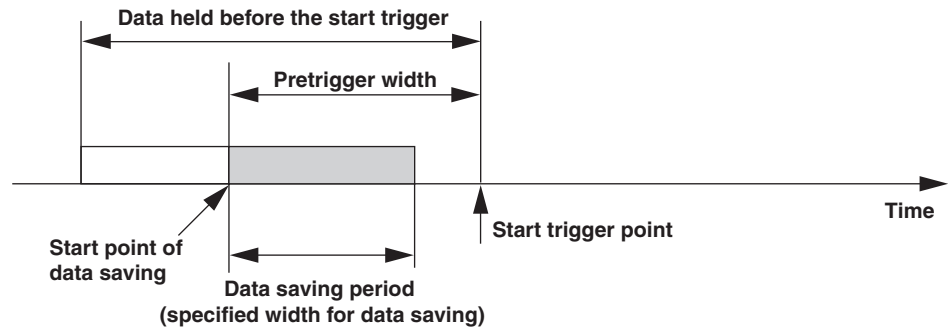 Data held before the start trigger
Pretrigger width
Time
Start trigger point
Start point of
data saving
Data saving period
(specified width for data saving)